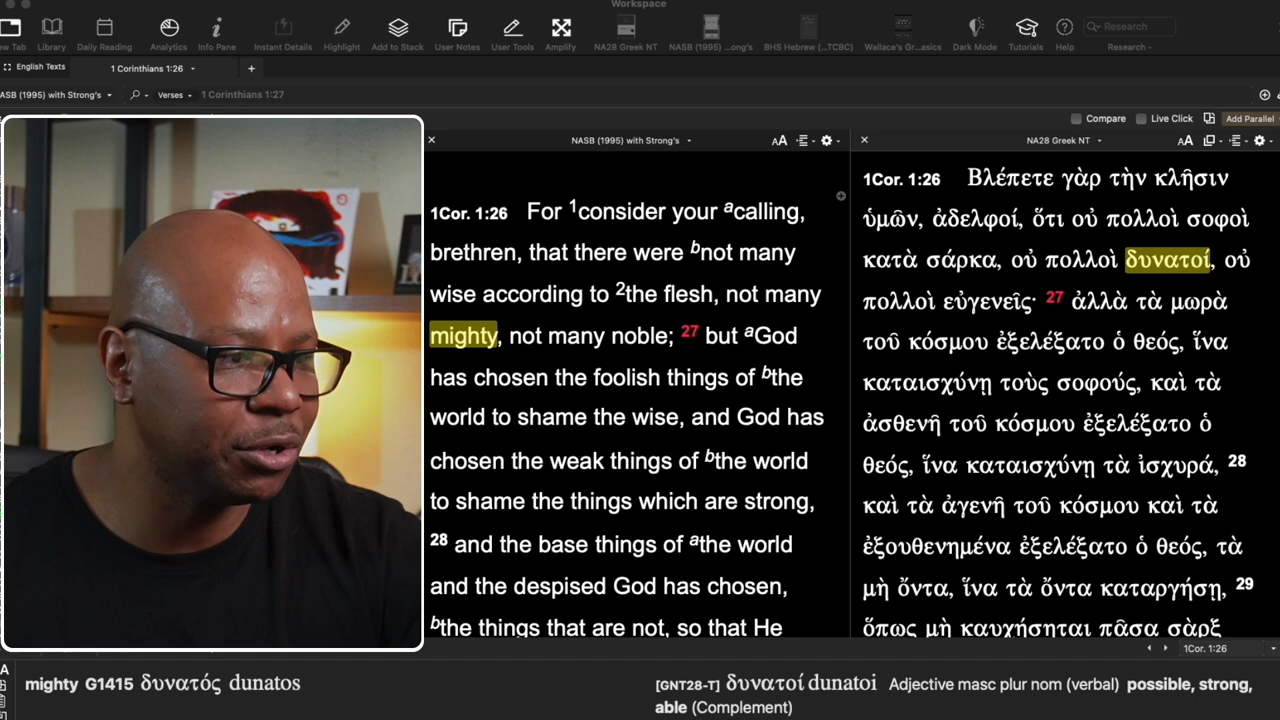 Workspace
ew Tab
Library
Daily Reading
Analytics
Info Pane
Instant Details
Highlight
Add to Stack
User Notes
User Tools
Amplify
NA28 Greek NT
NASB (1995) ...ong's
BHS Hebrew (...TCBC)
Wallace's Gr...asics
Dark Mode
Tutorials
Help
Research
Research
English Texts
1 Corinthians 1:26
ASB (1995) with Strong's
Verses
1 Corinthians 1:27
Compare
Live Click
Add Parallel
NASB (1995) with Strong's
AA
1Cor. 1:26 For 1consider your acalling,
brethren, that there were bnot many
wise according to 2the flesh, not many
mighty, not many noble; 27 but aGod
has chosen the foolish things of bthe
world to shame the wise, and God has
chosen the weak things of bthe world
to shame the things which are strong,
28 and the base things of athe world
and the despised God has chosen,
bthe things that are not, so that He
NA28 Greek NT
AA
1Cor. 1:26 Βλέπετε γὰρ τὴν κλῆσιν
ὑμῶν, ἀδελφοί, ὅτι οὐ πολλοὶ σοφοὶ
κατὰ σάρκα, οὐ πολλοὶ δυνατοί, οὐ
πολλοὶ εὐγενεῖς· 27 ἀλλὰ τὰ μωρὰ
τοῦ κόσμου ἐξελέξατο ὁ θεός, ἵνα
καταισχύνῃ τοὺς σοφούς, καὶ τὰ
ἀσθενῆ τοῦ κόσμου ἐξελέξατο ὁ
θεός, ἵνα καταισχύνῃ τὰ ἰσχυρά, 28
καὶ τὰ ἀγενῆ τοῦ κόσμου καὶ τὰ
ἐξουθενημένα ἐξελέξατο ὁ θεός, τὰ
μὴ ὄντα, ἵνα τὰ ὄντα καταργήσῃ, 29
ὅπως μὴ καυχήσηται πᾶσα σὰρξ
1Cor. 1:26
mighty G1415 δυνατός dunatos
[GNT28-T] δυνατοί dunatoi Adjective masc plur nom (verbal) possible, strong,
able (Complement)